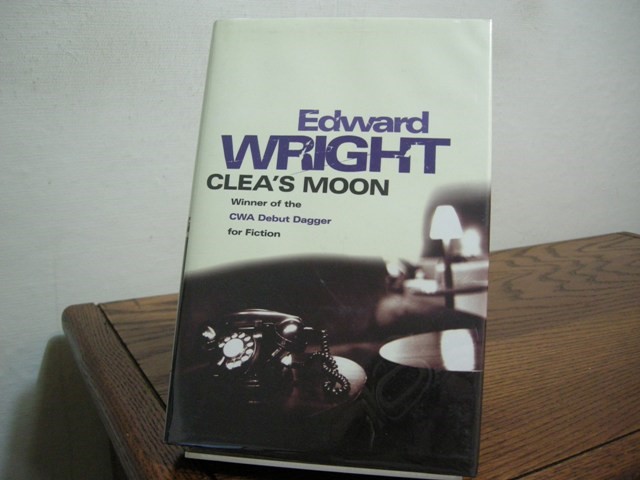 Edward
WRIGHT
CLEA'S MOON
Winner of the
CWA Debut Dagger
for Fiction